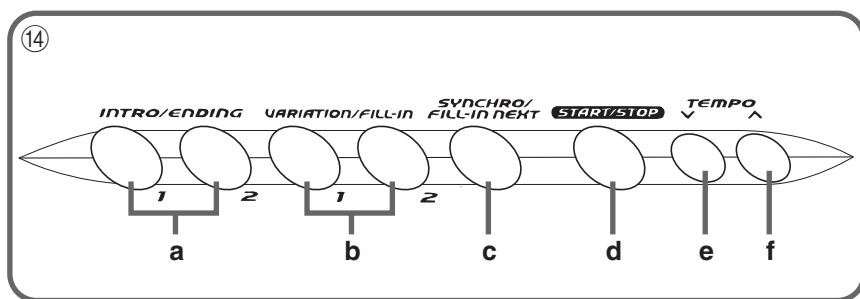 ⑭
INTRO/ENDING VARIATION/FILL-IN SYNCHRO/ FILL-IN NEXT START/STOP TEMPO
∨ ∧
1 2 1 2
a b c d e f